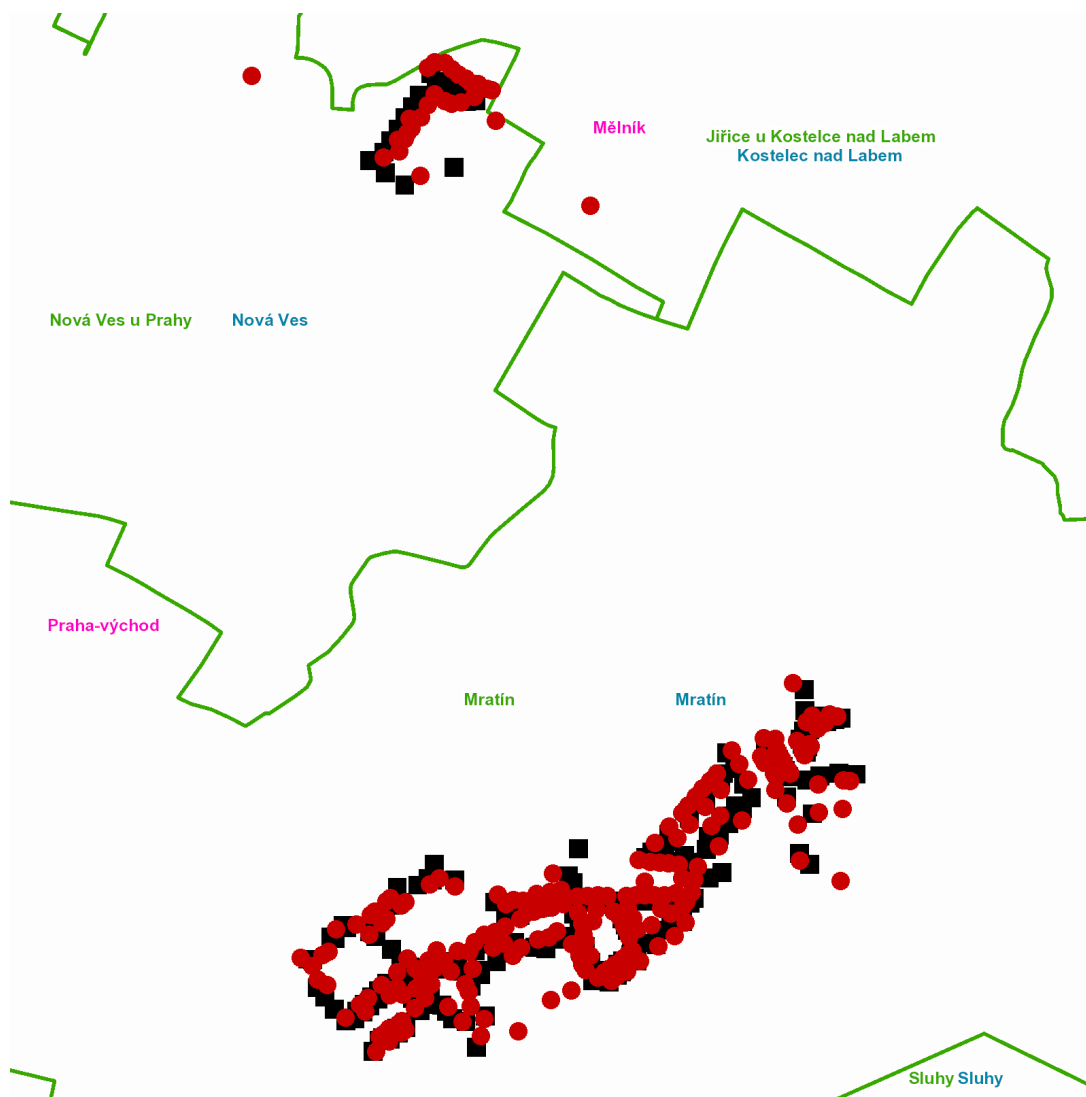 Mělník
Jiřice u Kostelce nad Labem
Kostelec nad Labem
Nová Ves u Prahy Nová Ves
Praha-východ
Mratín Mratín
Sluhy Sluhy